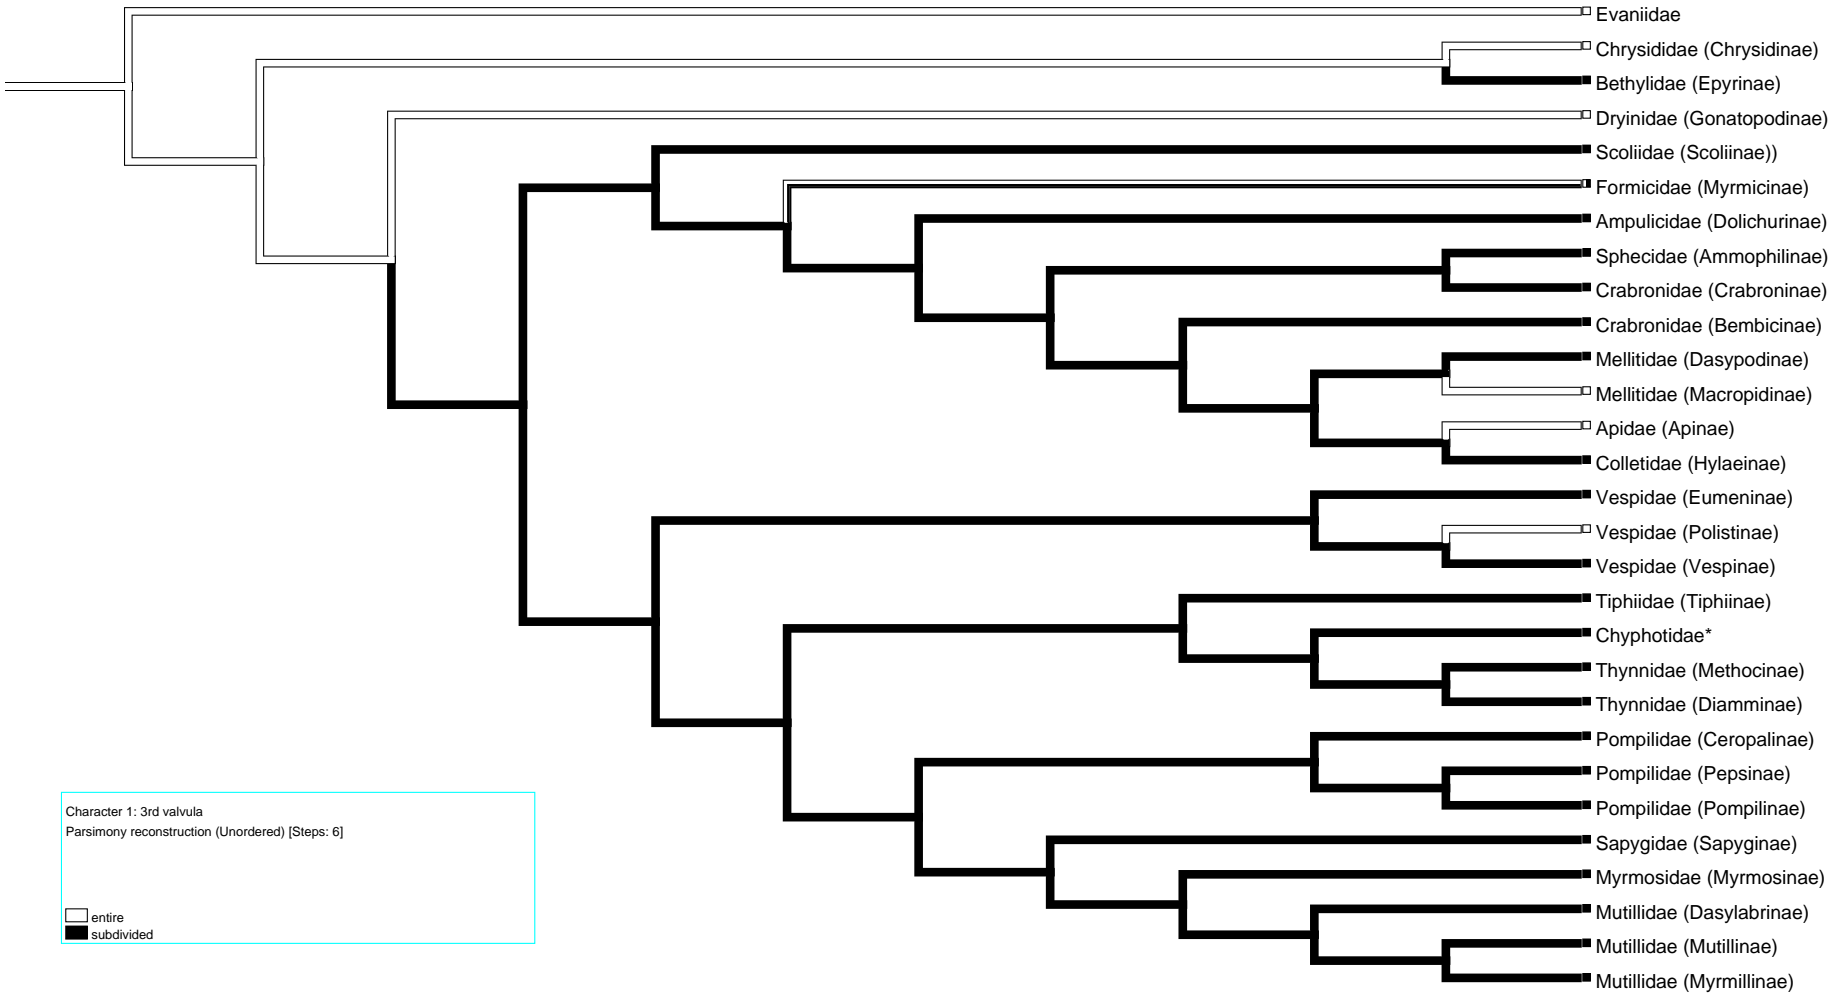 Evaniidae
Chrysididae (Chrysidinae)
Bethylidae (Epyrinae)
Dryinidae (Gonatopodinae)
Scoliidae (Scoliinae))
Formicidae (Myrmicinae)
Ampulicidae (Dolichurinae)
Sphecidae (Ammophilinae)
Crabronidae (Crabroninae)
Crabronidae (Bembicinae)
Mellitidae (Dasypodinae)
Mellitidae (Macropidinae)
Apidae (Apinae)
Colletidae (Hylaeinae)
Vespidae (Eumeninae)
Vespidae (Polistinae)
Vespidae (Vespinae)
Tiphiidae (Tiphiinae)
Chyphotidae*
Thynnidae (Methocinae)
Thynnidae (Diamminae)
Pompilidae (Ceropalinae)
Pompilidae (Pepsinae)
Pompilidae (Pompilinae)
Sapygidae (Sapyginae)
Myrmosidae (Myrmosinae)
Mutillidae (Dasylabrinae)
Mutillidae (Mutillinae)
Mutillidae (Myrmillinae)
Character 1: 3rd valvula
Parsimony reconstruction (Unordered) [Steps: 6]
entire
subdivided